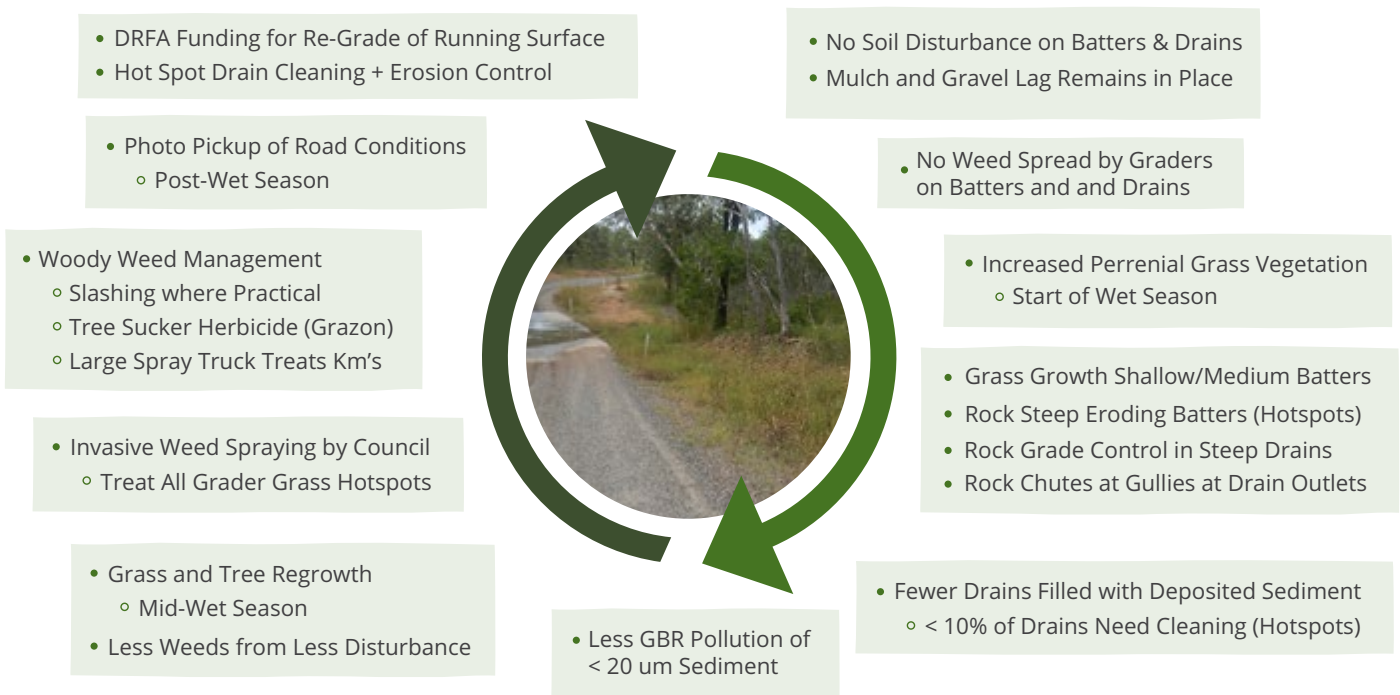 • DRFA Funding for Re-Grade of Running Surface
• Hot Spot Drain Cleaning + Erosion Control
• No Soil Disturbance on Batters & Drains
• Mulch and Gravel Lag Remains in Place
• No Weed Spread by Graders
on Batters and and Drains
• Increased Perrenial Grass Vegetation
○ Start of Wet Season
• Grass Growth Shallow/Medium Batters
• Rock Steep Eroding Batters (Hotspots)
• Rock Grade Control in Steep Drains
• Rock Chutes at Gullies at Drain Outlets
• Fewer Drains Filled with Deposited Sediment
○ < 10% of Drains Need Cleaning (Hotspots)
• Less GBR Pollution of
< 20 um Sediment
• Grass and Tree Regrowth
○ Mid-Wet Season
• Less Weeds from Less Disturbance
• Invasive Weed Spraying by Council
○ Treat All Grader Grass Hotspots
• Woody Weed Management
○ Slashing where Practical
○ Tree Sucker Herbicide (Grazon)
○ Large Spray Truck Treats Km’s
• Photo Pickup of Road Conditions
○ Post-Wet Season